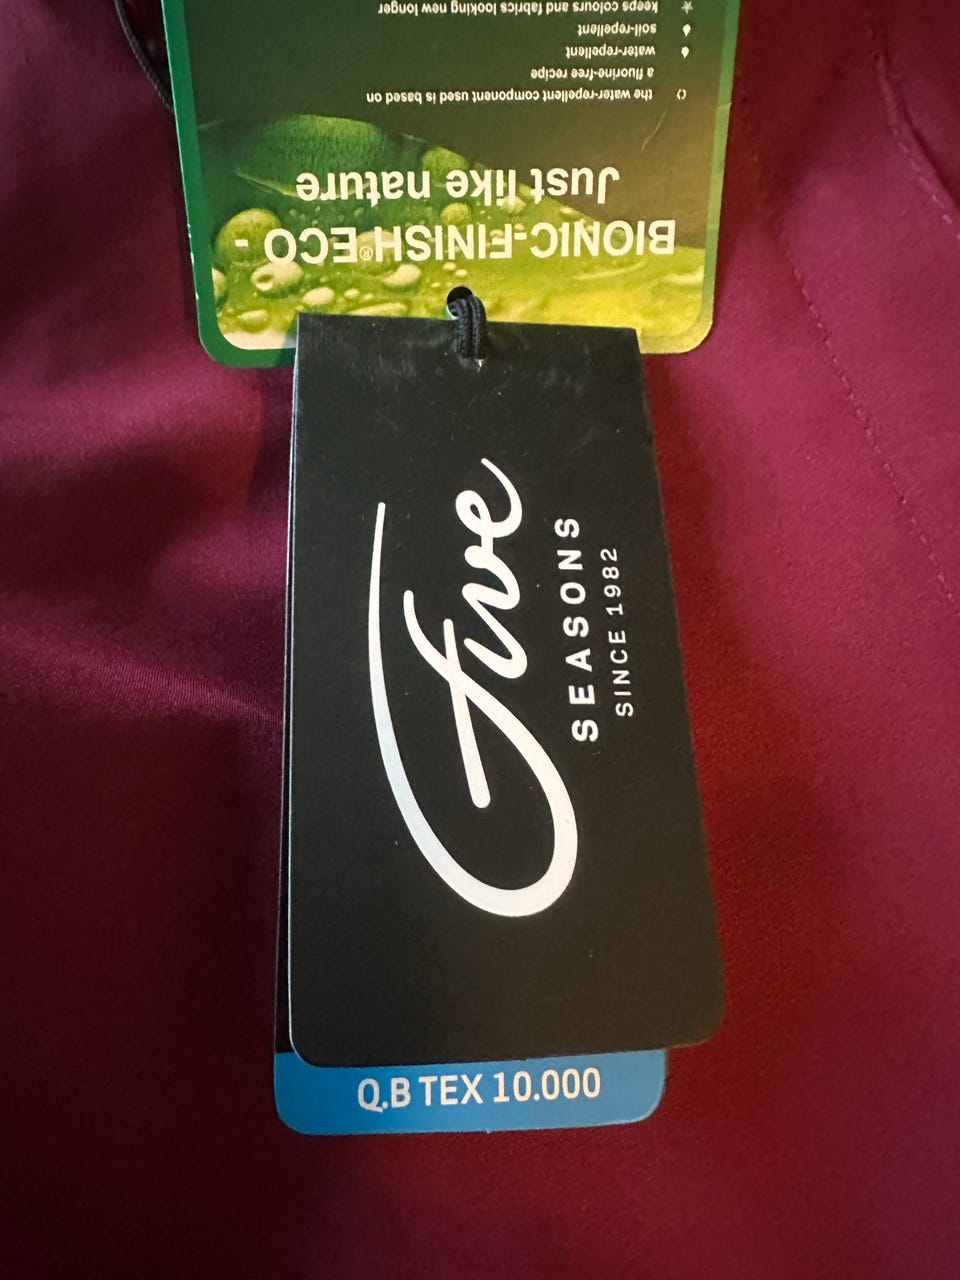 BIONIC-FINISH® ECO -
Just like nature
the water-repellent component used is based on
a fluorine-free recipe
water-repellent
soil-repellent
keeps colours and fabrics looking new longer
Five
SEASONS
SINCE 1982
Q.B TEX 10.000